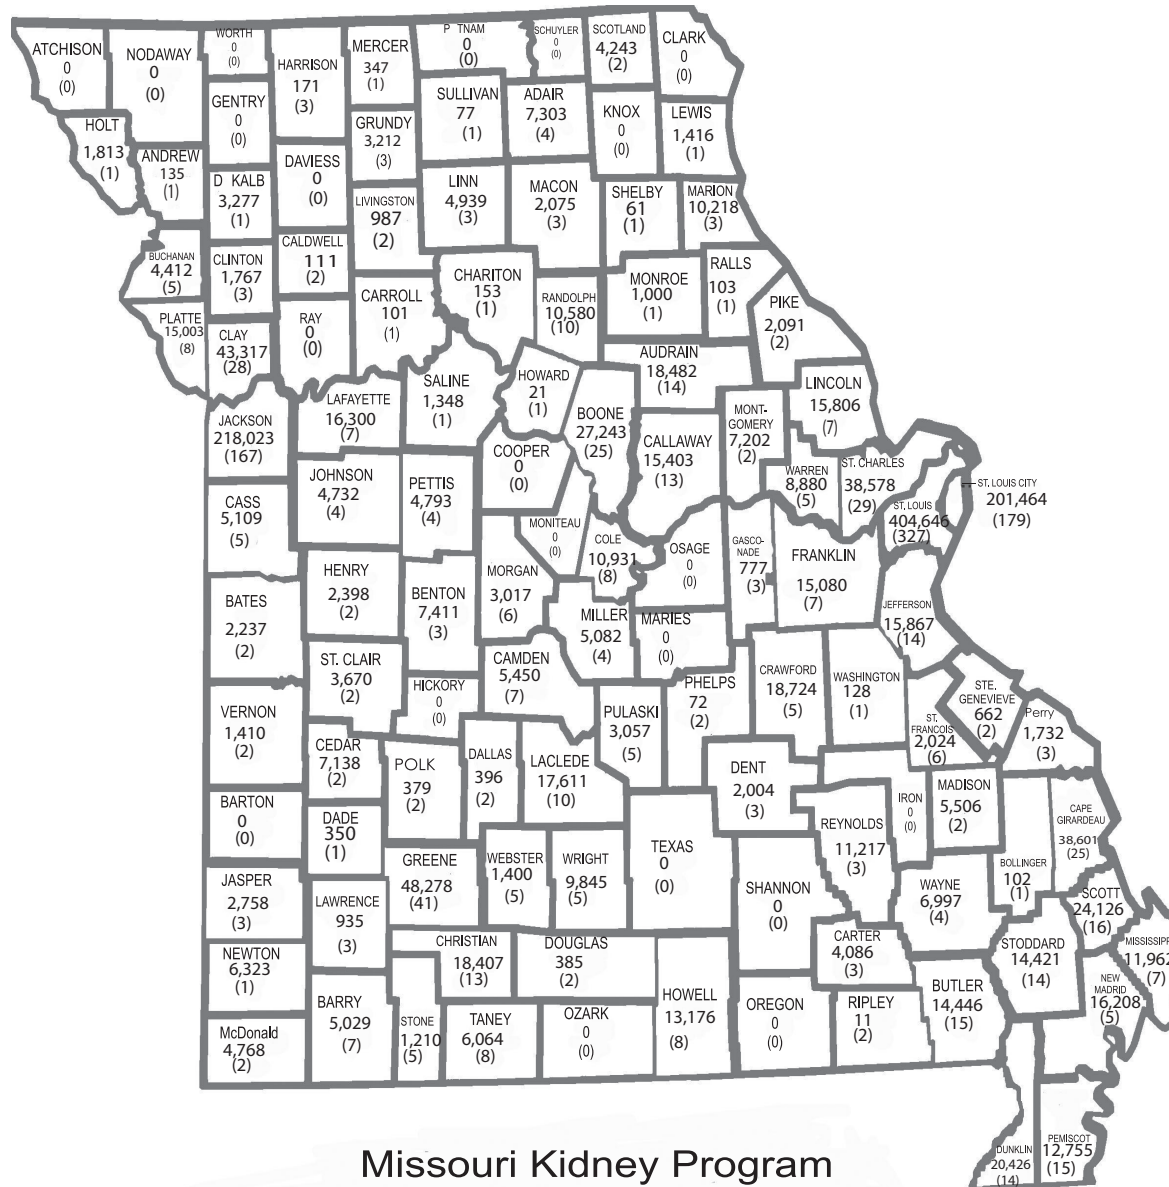 ATCHISON
0
(0)
NODAWAY
0
(0)
WORTH
0
(0)
HARRISON
171
(3)
MERCER
347
(1)
P TNAM
0
(0)
SCHUYLER
0
(0)
SCOTLAND
4,243
(2)
CLARK
0
(0)
HOLT
1,813
(1)
ANDREW
135
(1)
GENTRY
0
(0)
DAVIESS
0
(0)
GRUNDY
3,212
(3)
SULLIVAN
77
(1)
ADAIR
7,303
(4)
KNOX
0
(0)
LEWIS
1,416
(1)
D KALB
3,277
(1)
LIVINGSTON
987
(2)
LINN
4,939
(3)
MACON
2,075
(3)
SHELBY
61
(1)
MARION
10,218
(3)
BUCHANAN
4,412
(5)
CLINTON
1,767
(3)
CALDWELL
111
(2)
CARROLL
101
(1)
CHARITON
153
(1)
RANDOLPH
10,580
(10)
MONROE
1,000
(1)
RALLS
103
(1)
PIKE
2,091
(2)
PLATTE
15,003
(8)
CLAY
43,317
(28)
RAY
0
(0)
AUDRAIN
18,482
(14)
JACKSON
218,023
(167)
LAFAYETTE
16,300
(7)
SALINE
1,348
(1)
HOWARD
21
(1)
BOONE
27,243
(25)
CALLAWAY
15,403
(13)
MONT-
GOMERY
7,202
(2)
LINCOLN
15,806
(7)
WARREN
8,880
(5)
ST. CHARLES
38,578
(29)
ST. LOUIS
404,646
(327)
ST. LOUIS CITY
201,464
(179)
CASS
5,109
(5)
JOHNSON
4,732
(4)
PETTIS
4,793
(4)
COOPER
0
(0)
MONITEAU
0
(0)
COLE
10,931
(8)
OSAGE
0
(0)
GASCO-
NADE
777
(3)
FRANKLIN
15,080
(7)
JEFFERSON
15,867
(14)
BATES
2,237
(2)
HENRY
2,398
(2)
BENTON
7,411
(3)
MORGAN
3,017
(6)
MILLER
5,082
(4)
MARIES
0
(0)
ST. CLAIR
3,670
(2)
HICKORY
0
(0)
CAMDEN
5,450
(7)
PULASKI
3,057
(5)
PHELPS
72
(2)
CRAWFORD
18,724
(5)
WASHINGTON
128
(1)
ST.
FRANCOIS
2,024
(6)
STE.
GENEVIEVE
662
(2)
Perry
1,732
(3)
VERNON
1,410
(2)
CEDAR
7,138
(2)
POLK
379
(2)
DALLAS
396
(2)
LACLEDE
17,611
(10)
DENT
2,004
(3)
IRON
0
(0)
MADISON
5,506
(2)
CAPE
GIRARDEAU
38,601
(25)
BARTON
0
(0)
DADE
350
(1)
GREENE
48,278
(41)
WEBSTER
1,400
(5)
WRIGHT
9,845
(5)
TEXAS
0
(0)
SHANNON
0
(0)
REYNOLDS
11,217
(3)
WAYNE
6,997
(4)
BOLLINGER
102
(1)
SCOTT
24,126
(16)
JASPER
2,758
(3)
LAWRENCE
935
(3)
CHRISTIAN
18,407
(13)
DOUGLAS
385
(2)
CARTER
4,086
(3)
STODDARD
14,421
(14)
MISSISSIPP
11,962
(7)
NEWTON
6,323
(1)
BARRY
5,029
(7)
STONE
1,210
(5)
TANEY
6,064
(8)
OZARK
0
(0)
HOWELL
13,176
(8)
OREGON
0
(0)
RIPLEY
11
(2)
BUTLER
14,446
(15)
NEW
MADRID
16,208
(5)
McDonald
4,768
(2)
DUNKLIN
20,426
(14)
PEMISCOT
12,755
(15)
Missouri Kidney Program